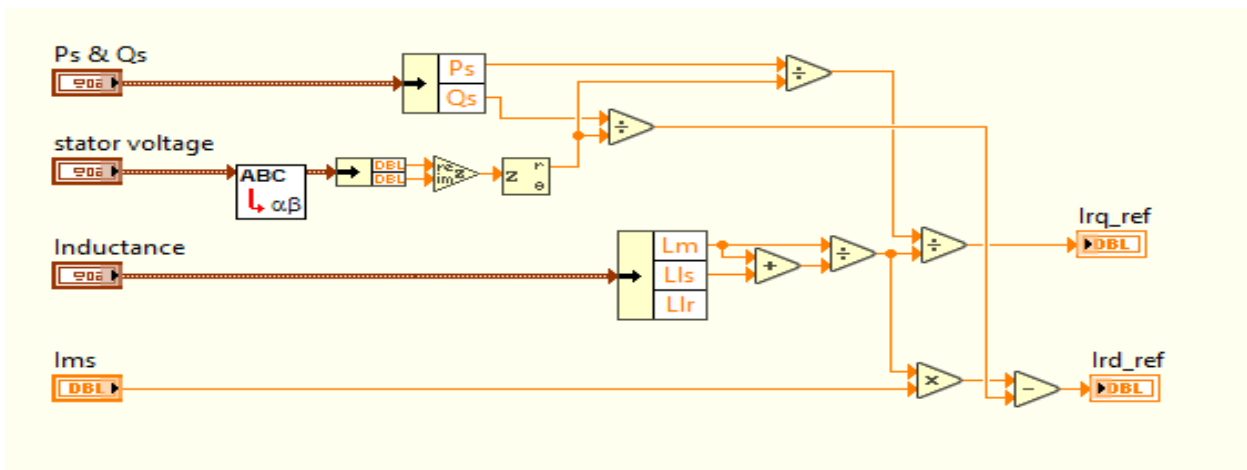 Ps & Qs
Ps
Qs
÷
÷
stator voltage
ABC
αβ
DBL
DBL
re
im
z
z
r
θ
Irq_ref
DBL
Inductance
Lm
Lls
Llr
+
÷
÷
Ims
DBL
×
−
Ird_ref
DBL